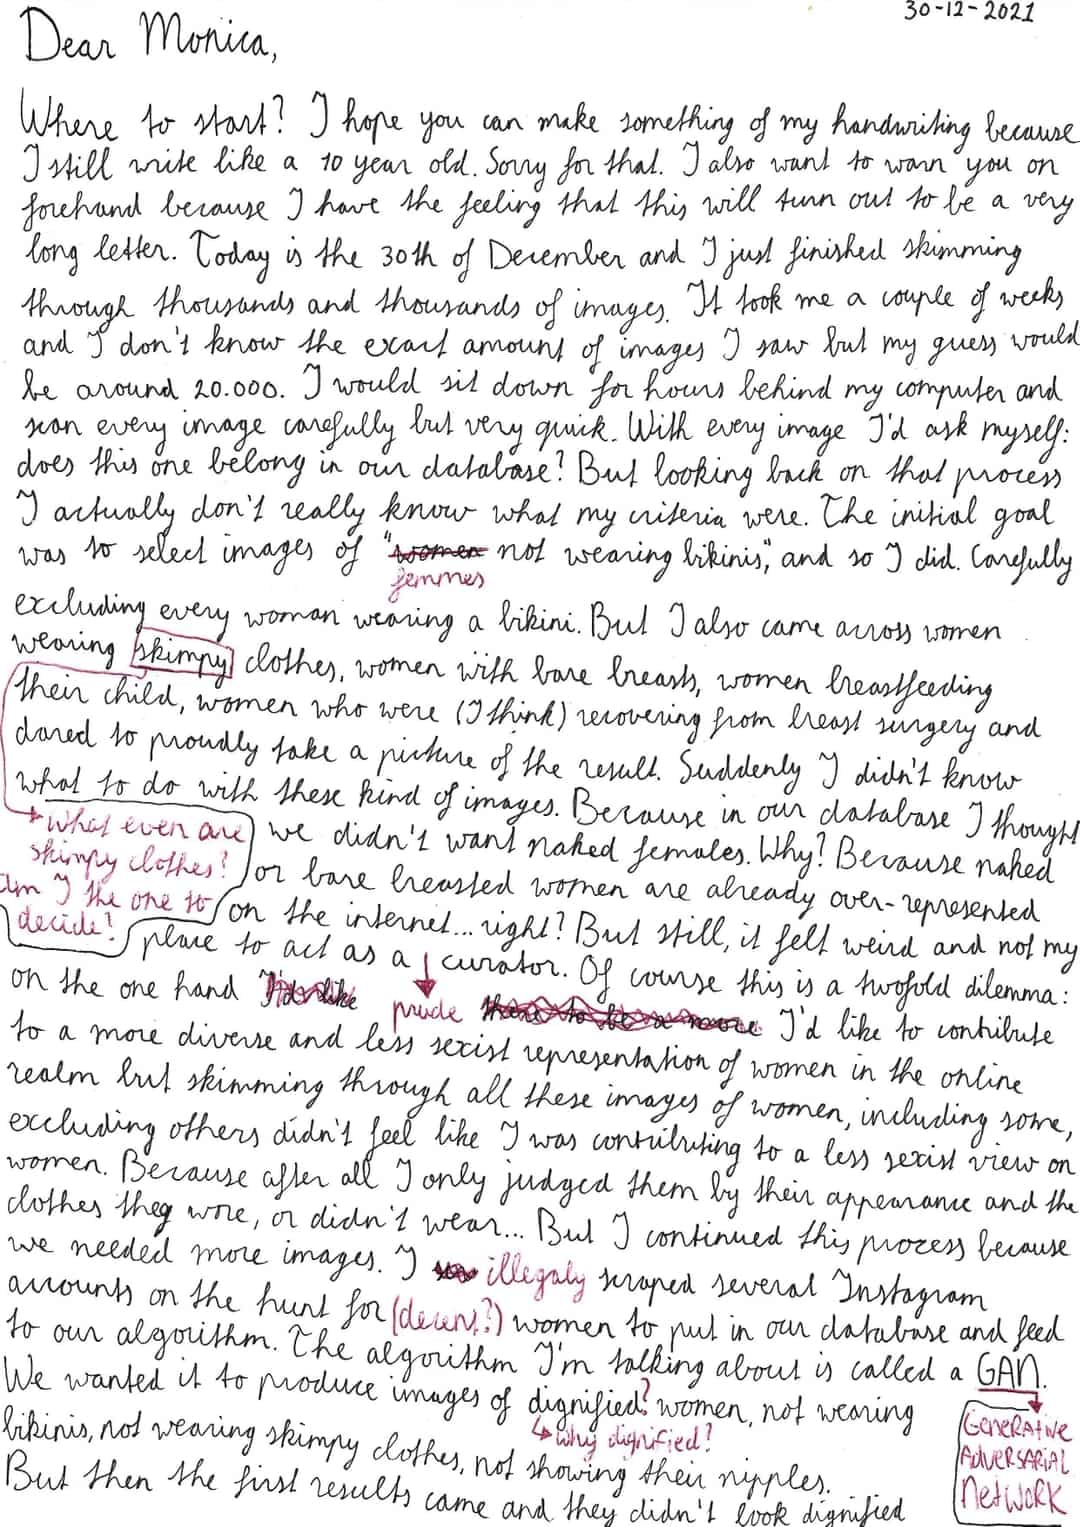 30-12-2021
Dear Monica,
Where to start? I hope you can make something of my handwriting because
I still write like a 10 year old. Sorry for that. I also want to warn you on
forehand because I have the feeling that this will turn out to be a very
long letter. Today is the 30th of December and I just finished skimming
through thousands and thousands of images. It took me a couple of weeks
and I don't know the exact amount of images I saw but my guess would
be around 20.000. I would sit down for hours behind my computer and
scan every image carefully but very quick. With every image I'd ask myself:
does this one belong in our database? But looking back on that process
I actually don't really know what my criteria were. The initial goal
was to select images of "women not wearing bikinis", and so I did. Carefully
femmes
excluding every woman wearing a bikini. But I also came across women
wearing skimpy clothes, women with bare breasts, women breastfeeding
their child, women who were (I think) recovering from breast surgery and
dared to proudly take a picture of the result. Suddenly I didn't know
what to do with these kind of images. Because in our database I thought
what even are
skimpy clothes?
am I the one to
decide?
we didn't want naked females. Why? Because naked
or bare breasted women are already over-represented
on the internet... right? But still, it felt weird and not my
place to act as a curator. Of course this is a twofold dilemma:
prude
on the one hand I'd like there to be a more I'd like to contribute
to a more diverse and less sexist representation of women in the online
realm but skimming through all these images of women, including some,
excluding others didn't feel like I was contributing to a less sexist view on
women. Because after all I only judged them by their appearance and the
clothes they wore, or didn't wear... But I continued this process because
we needed more images. I illegaly scraped several Instagram
accounts on the hunt for (decent?) women to put in our database and feed
to our algorithm. The algorithm I'm talking about is called a GAN.
Generative
Adversarial
Network
We wanted it to produce images of dignified? women, not wearing
why dignified?
bikinis, not wearing skimpy clothes, not showing their nipples.
But then the first results came and they didn't look dignified